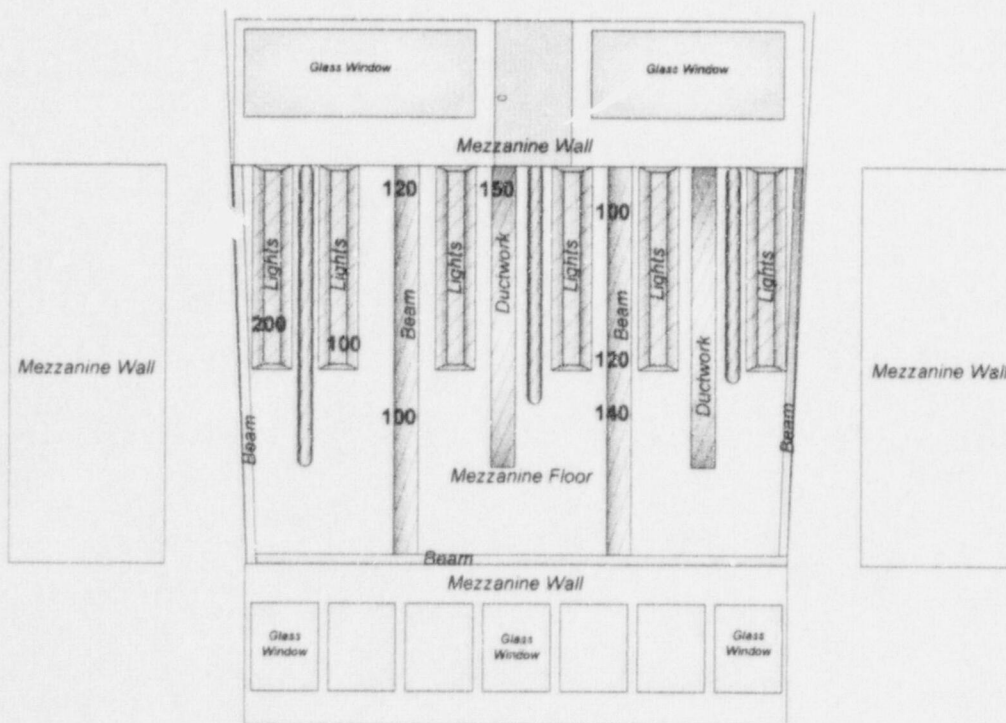 Glass Window
Glass Window
Mezzanine Wall
120
150
100
Lights
Lights
Lights
Ductwork
Lights
Lights
Lights
Beam
Beam
200
100
120
Mezzanine Wall
Mezzanine Wall
Ductwork
100
140
Beam
Beam
Mezzanine Floor
Beam
Mezzanine Wall
Glass
Window
Glass
Window
Glass
Window